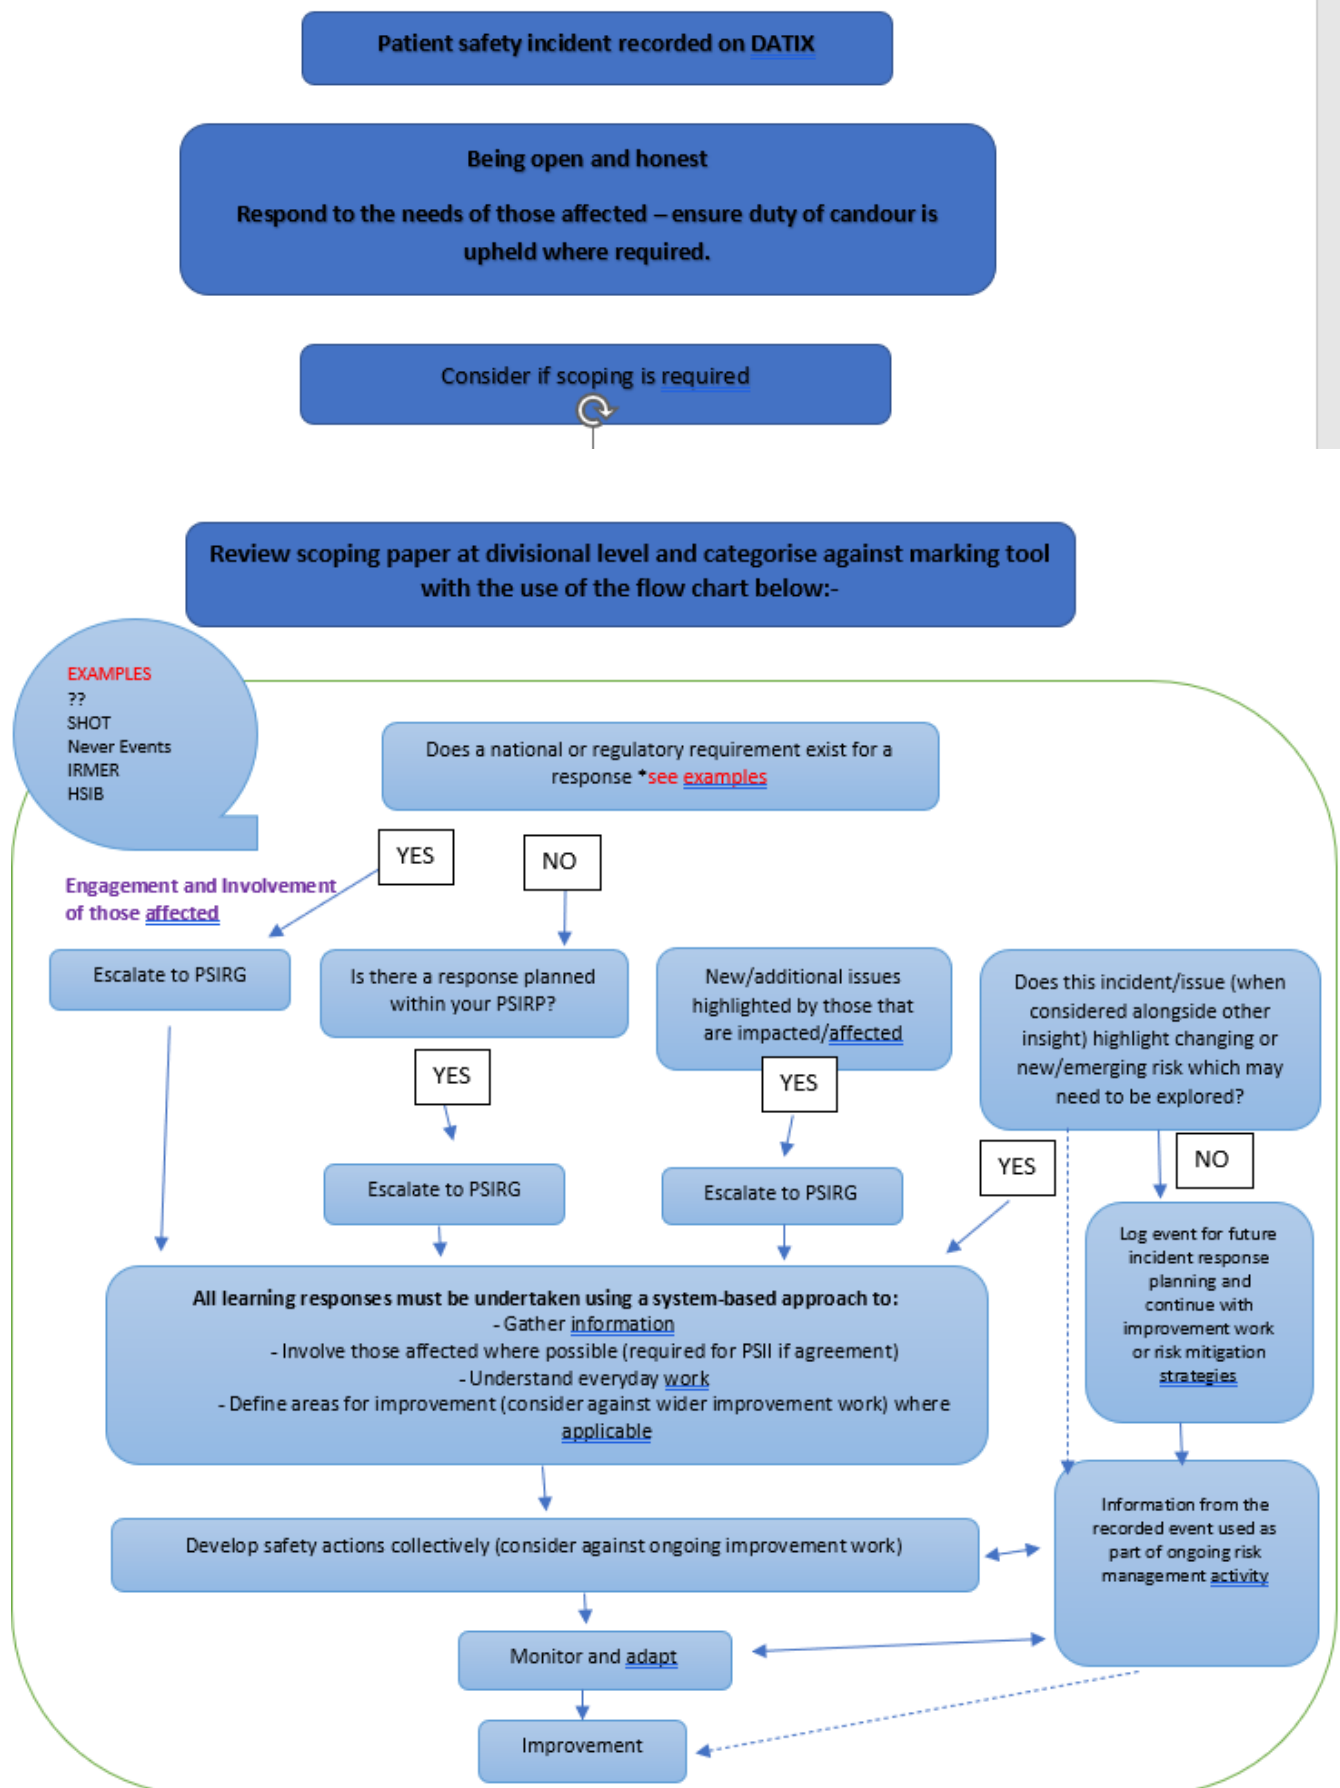 Patient safety incident recorded on DATIX
Being open and honest
Respond to the needs of those affected – ensure duty of candour is
upheld where required.
Consider if scoping is required
Review scoping paper at divisional level and categorise against marking tool
with the use of the flow chart below:-
EXAMPLES
??
SHOT
Never Events
IRMER
HSIB
Does a national or regulatory requirement exist for a
response *see examples
YES
NO
Engagement and Involvement
of those affected
Escalate to PSIRG
Is there a response planned
within your PSIRP?
New/additional issues
highlighted by those that
are impacted/affected
Does this incident/issue (when
considered alongside other
insight) highlight changing or
new/emerging risk which may
need to be explored?
YES
YES
YES
NO
Escalate to PSIRG
Escalate to PSIRG
Log event for future
incident response
planning and
continue with
improvement work
or risk mitigation
strategies
All learning responses must be undertaken using a system-based approach to:
- Gather information
- Involve those affected where possible (required for PSII if agreement)
- Understand everyday work
- Define areas for improvement (consider against wider improvement work) where
applicable
Information from the
recorded event used as
part of ongoing risk
management activity
Develop safety actions collectively (consider against ongoing improvement work)
Monitor and adapt
Improvement